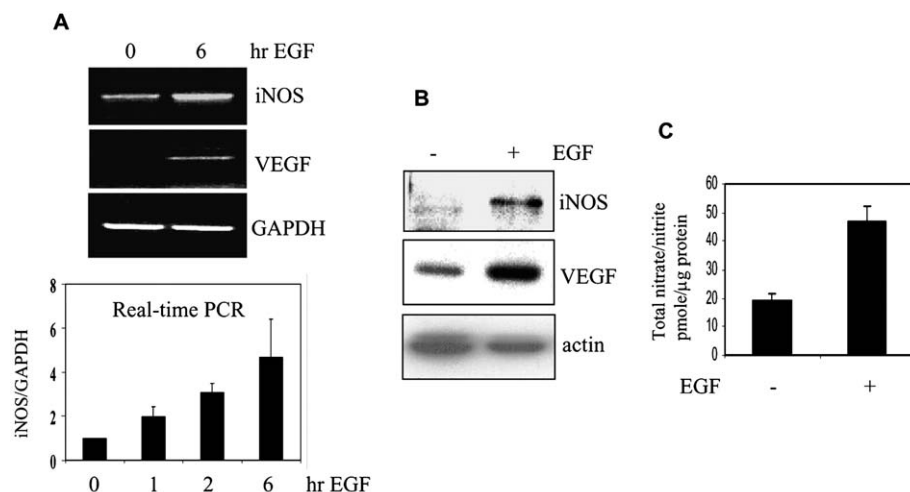 A
0 6 hr EGF
iNOS
VEGF
GAPDH
Real-time PCR
8
6
4
2
0
iNOS/GAPDH
0 1 2 6 hr EGF
B
- + EGF
iNOS
VEGF
actin
C
60
50
40
30
20
10
0
Total nitrate/nitrite
pmole/µg protein
EGF - +